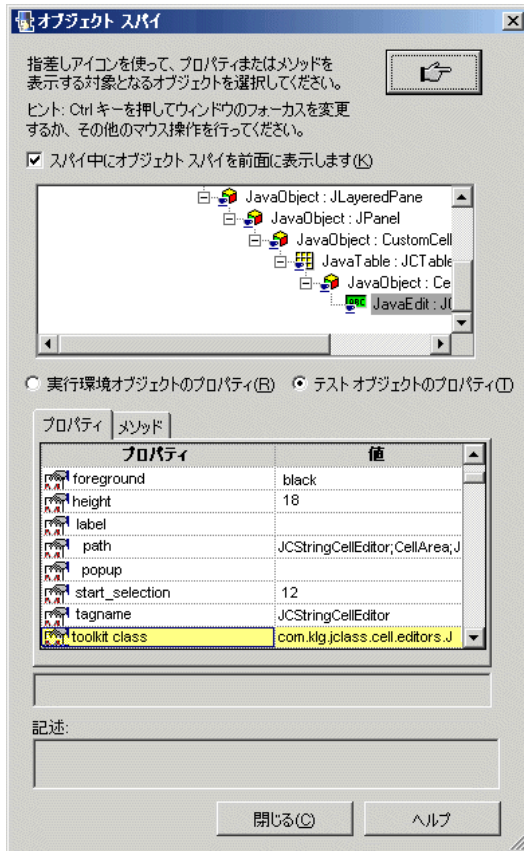 オブジェクト スパイ
指差しアイコンを使って、プロパティまたはメソッドを
表示する対象となるオブジェクトを選択してください。
ヒント: Ctrl キーを押してウィンドウのフォーカスを変更
するか、その他のマウス操作を行ってください。
スパイ中にオブジェクト スパイを前面に表示します(K)
JavaObject : JLayeredPane
JavaObject : JPanel
JavaObject : CustomCell
JavaTable : JCTable
JavaObject : Ce
JavaEdit : J
実行環境オブジェクトのプロパティ(R) テスト オブジェクトのプロパティ(T)
プロパティ メソッド
プロパティ 値
foreground black
height 18
label
path JCStringCellEditor;CellArea;J
popup
start_selection 12
tagname JCStringCellEditor
toolkit class com.klg.jclass.cell.editors.J
記述:
閉じる(C) ヘルプ